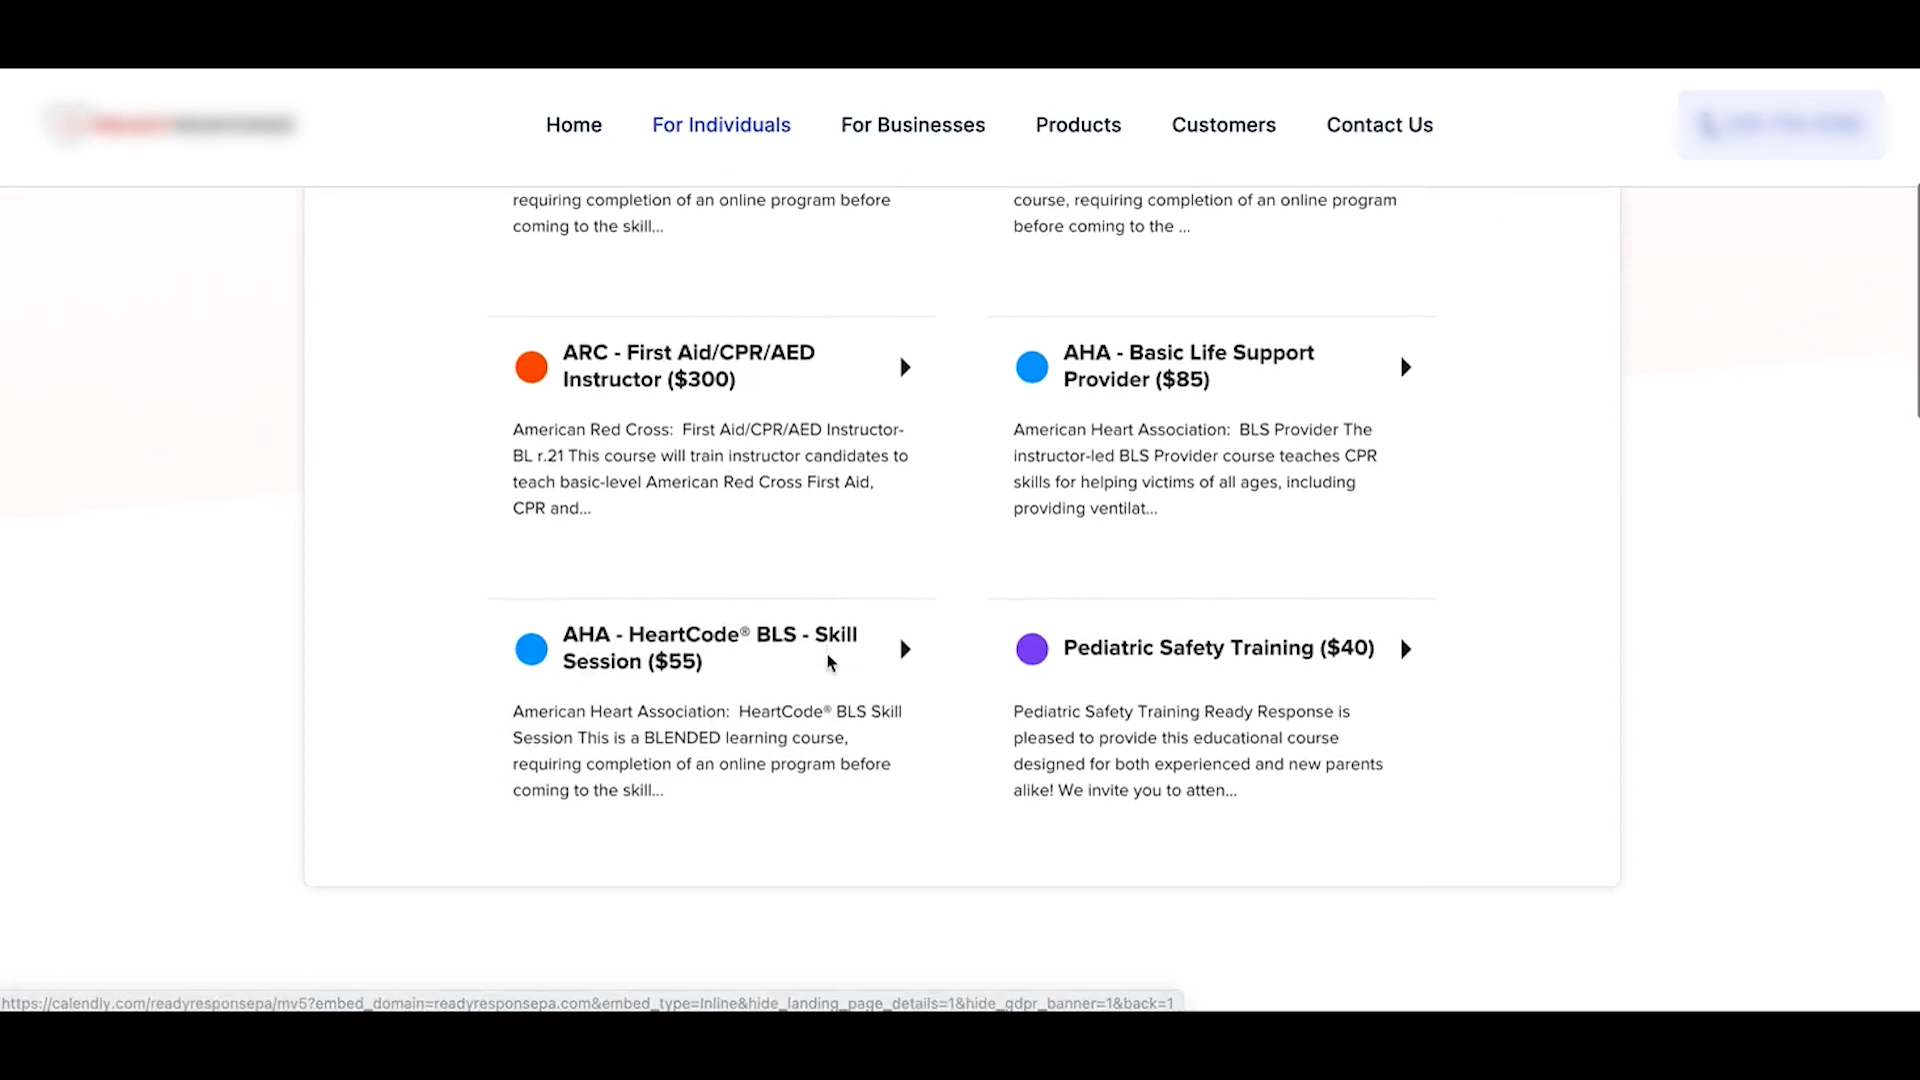 Home For Individuals For Businesses Products Customers Contact Us
requiring completion of an online program before
coming to the skill...
course, requiring completion of an online program
before coming to the ...
ARC - First Aid/CPR/AED
Instructor ($300)
American Red Cross:  First Aid/CPR/AED Instructor-
BL r.21 This course will train instructor candidates to
teach basic-level American Red Cross First Aid,
CPR and...
AHA - Basic Life Support
Provider ($85)
American Heart Association:  BLS Provider The
instructor-led BLS Provider course teaches CPR
skills for helping victims of all ages, including
providing ventilat...
AHA - HeartCode® BLS - Skill
Session ($55)
American Heart Association:  HeartCode® BLS Skill
Session This is a BLENDED learning course,
requiring completion of an online program before
coming to the skill...
Pediatric Safety Training ($40)
Pediatric Safety Training Ready Response is
pleased to provide this educational course
designed for both experienced and new parents
alike! We invite you to atten...
https://calendly.com/readyresponsepa/mv5?embed_domain=readyresponsepa.com&embed_type=Inline&hide_landing_page_details=1&hide_gdpr_banner=1&back=1